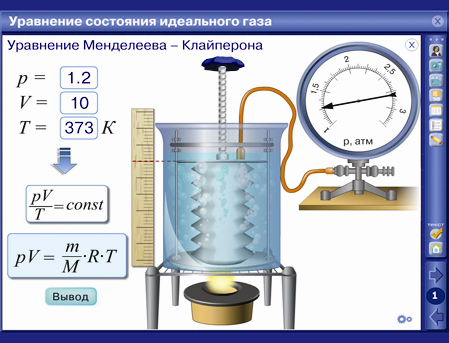 Уравнение состояния идеального газа
Уравнение Менделеева – Клайперона
p = 1.2
V = 10
T = 373 K
pV/T = const
pV = m/M · R · T
Вывод
1 1,5 2 2,5 3
p, атм
текст
1